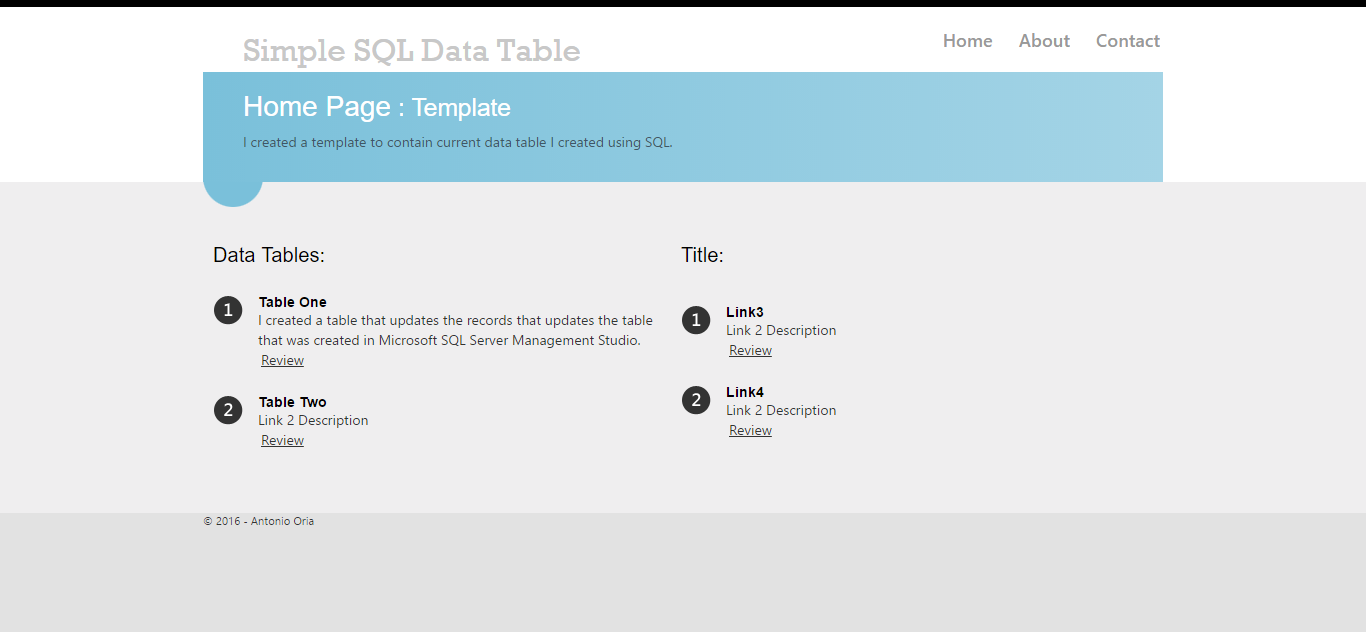 Simple SQL Data Table
Home About Contact
Home Page : Template
I created a template to contain current data table I created using SQL.
Data Tables:
1 Table One
I created a table that updates the records that updates the table
that was created in Microsoft SQL Server Management Studio.
Review
2 Table Two
Link 2 Description
Review
Title:
1 Link3
Link 2 Description
Review
2 Link4
Link 2 Description
Review
© 2016 - Antonio Oria